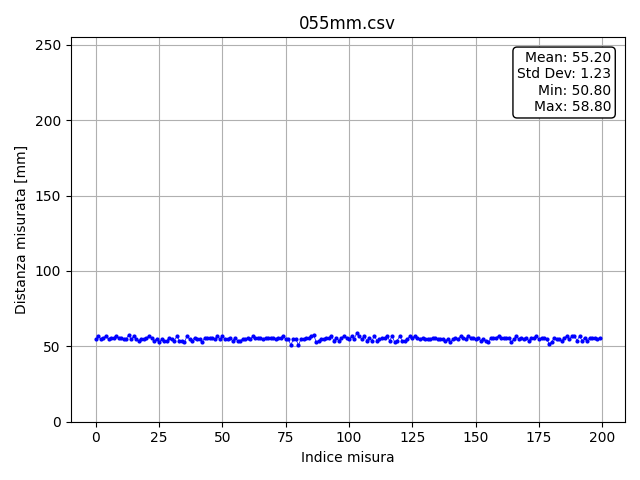 055mm.csv
Mean: 55.20
Std Dev: 1.23
Min: 50.80
Max: 58.80
Distanza misurata [mm]
250
200
150
100
50
0
0 25 50 75 100 125 150 175 200
Indice misura